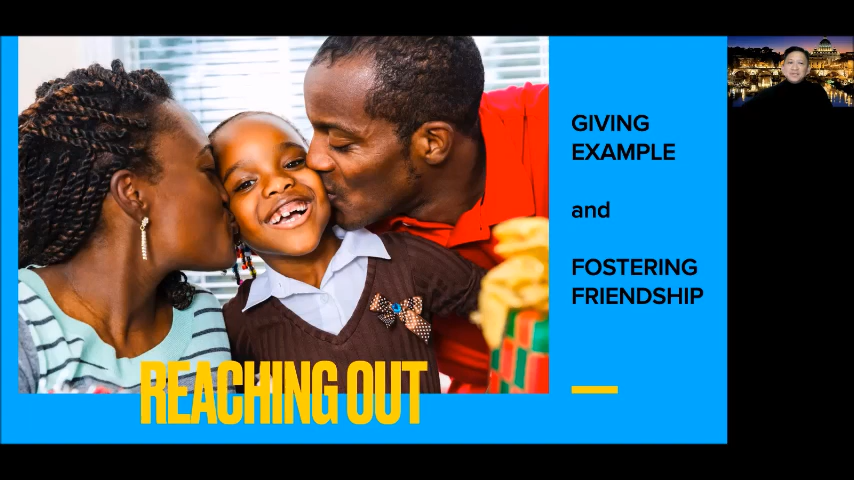 GIVING
EXAMPLE
and
FOSTERING
FRIENDSHIP
REACHING OUT